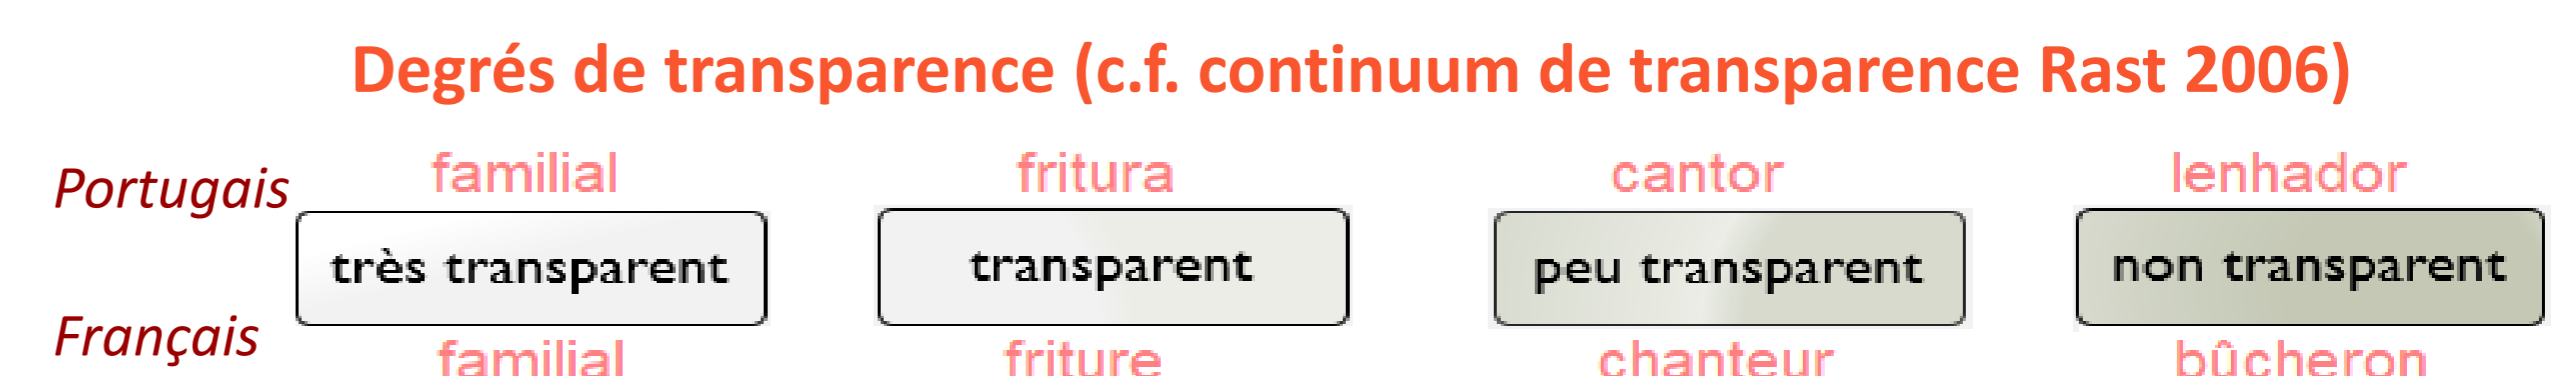 Degrés de transparence (c.f. continuum de transparence Rast 2006)
Portugais familial fritura cantor lenhador
très transparent transparent peu transparent non transparent
Français familial friture chanteur bûcheron